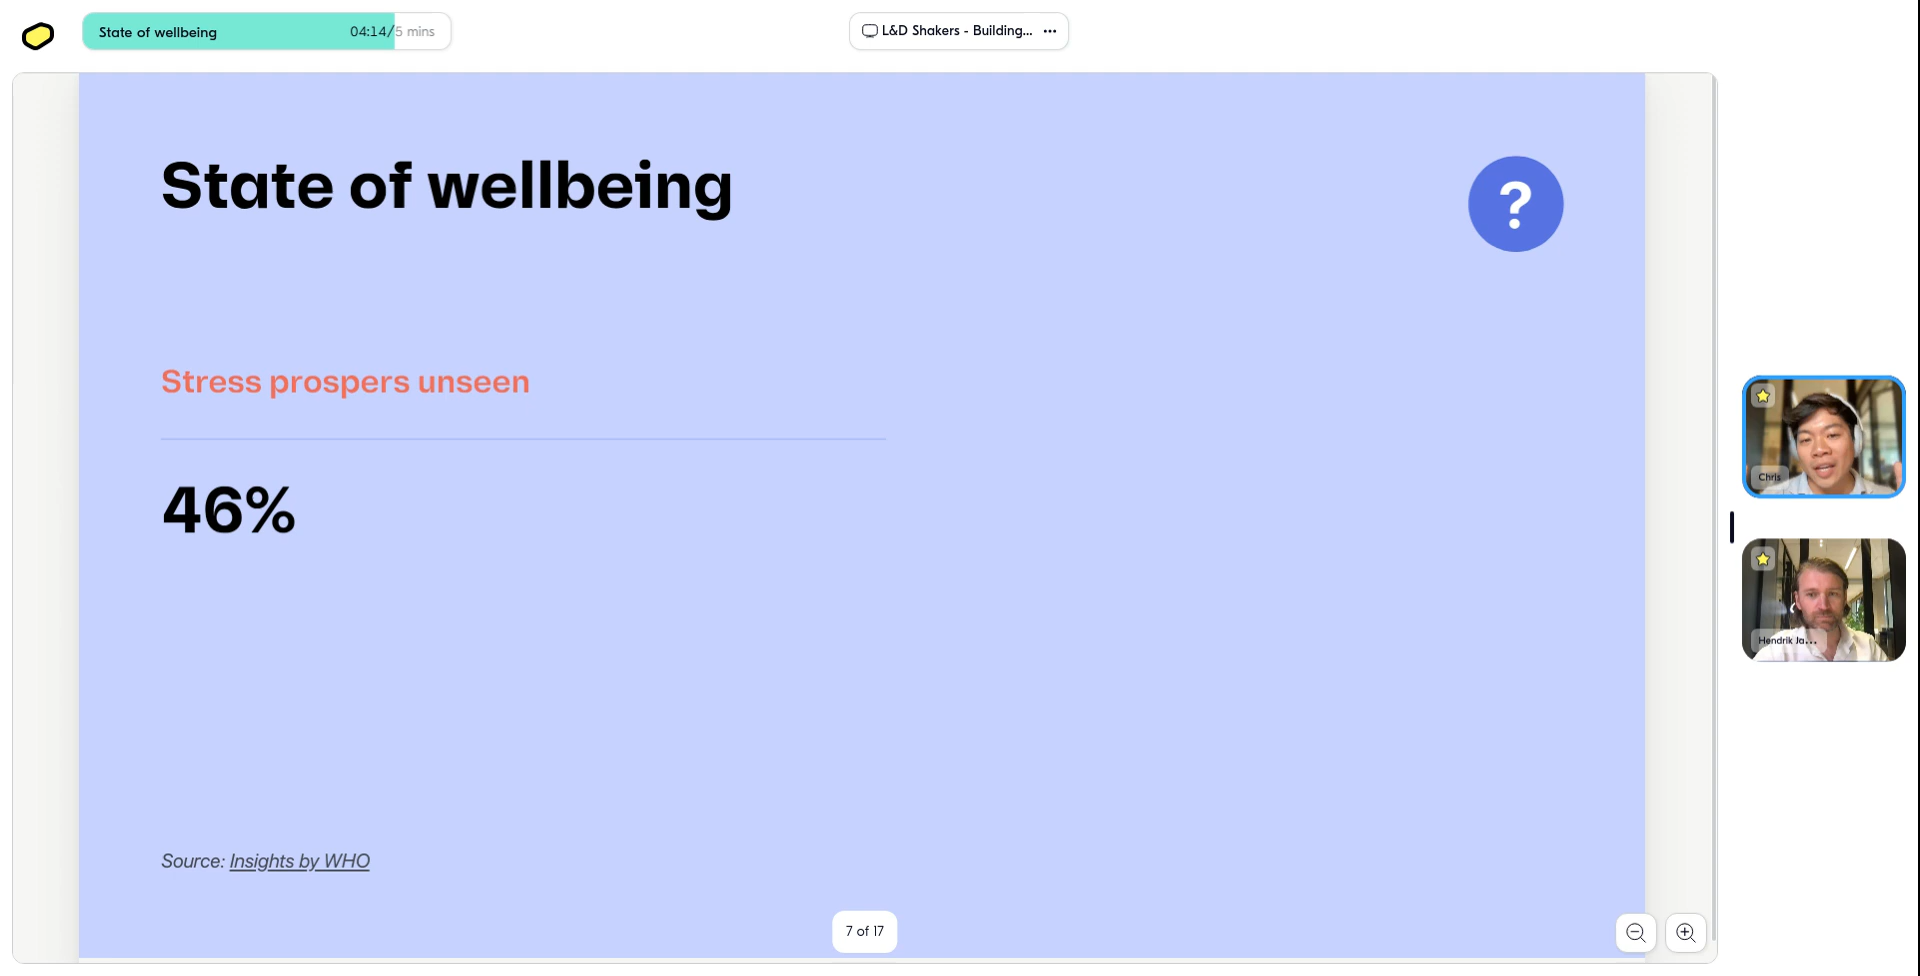 State of wellbeing 04:14/5 mins
L&D Shakers - Building...
State of wellbeing
?
Stress prospers unseen
46%
Source: Insights by WHO
7 of 17
Chris
Hendrik Ja...